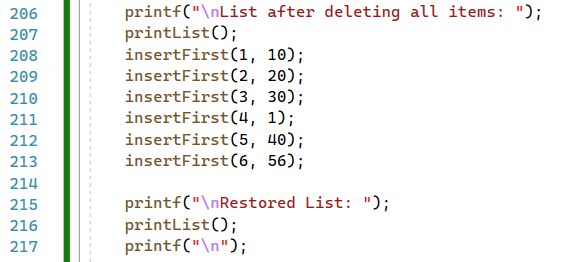 206 printf("\nList after deleting all items: ");
207 printList();
208 insertFirst(1, 10);
209 insertFirst(2, 20);
210 insertFirst(3, 30);
211 insertFirst(4, 1);
212 insertFirst(5, 40);
213 insertFirst(6, 56);
214
215 printf("\nRestored List: ");
216 printList();
217 printf("\n");